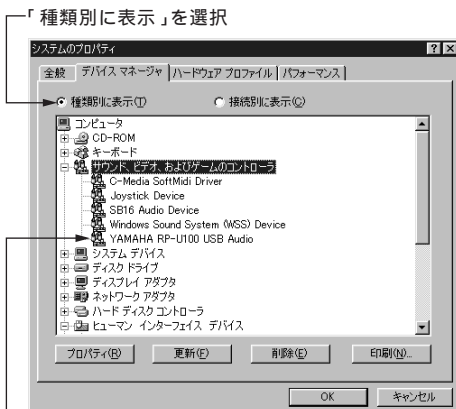 「種類別に表示」を選択
システムのプロパティ
全般 デバイス マネージャ ハードウェア プロファイル パフォーマンス
種類別に表示(T) 接続別に表示(C)
コンピュータ
CD-ROM
キーボード
サウンド、ビデオ、およびゲームのコントローラ
C-Media SoftMidi Driver
Joystick Device
SB16 Audio Device
Windows Sound System (WSS) Device
YAMAHA RP-U100 USB Audio
システム デバイス
ディスク ドライブ
ディスプレイ アダプタ
ネットワーク アダプタ
ハード ディスク コントローラ
ヒューマン インターフェイス デバイス
プロパティ(R) 更新(F) 削除(E) 印刷(N)...
OK キャンセル